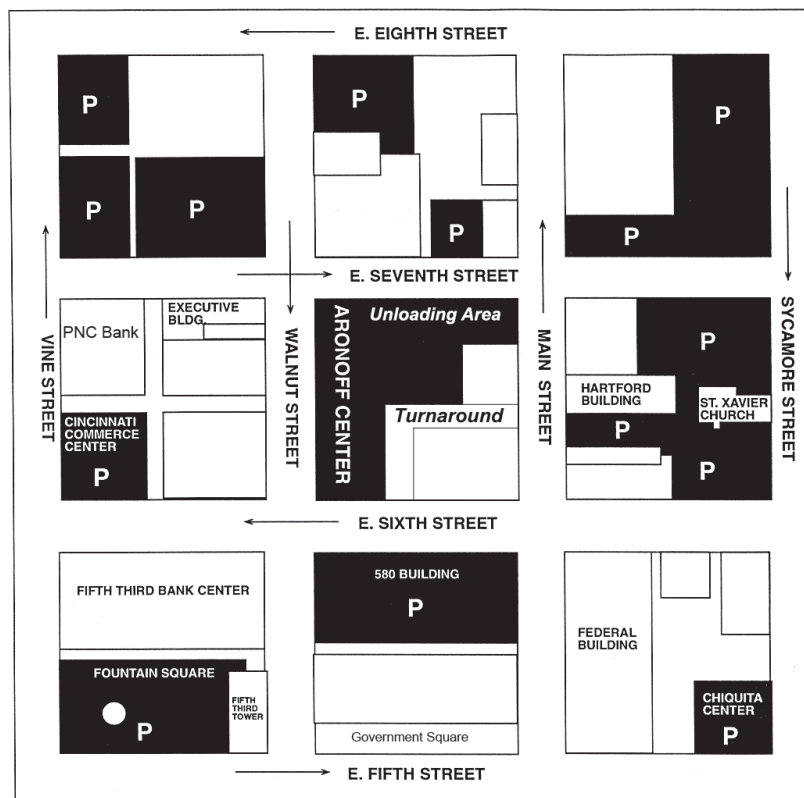 E. EIGHTH STREET
P
P
P
P
P
P
P
P
E. SEVENTH STREET
PNC Bank
EXECUTIVE
BLDG.
VINE STREET
CINCINNATI
COMMERCE
CENTER
P
WALNUT STREET
ARONOFF CENTER
Unloading Area
Turnaround
MAIN STREET
P
HARTFORD
BUILDING
ST. XAVIER
CHURCH
P
P
SYCAMORE STREET
E. SIXTH STREET
FIFTH THIRD BANK CENTER
FOUNTAIN SQUARE
FIFTH
THIRD
TOWER
P
580 BUILDING
P
Government Square
FEDERAL
BUILDING
CHIQUITA
CENTER
P
E. FIFTH STREET